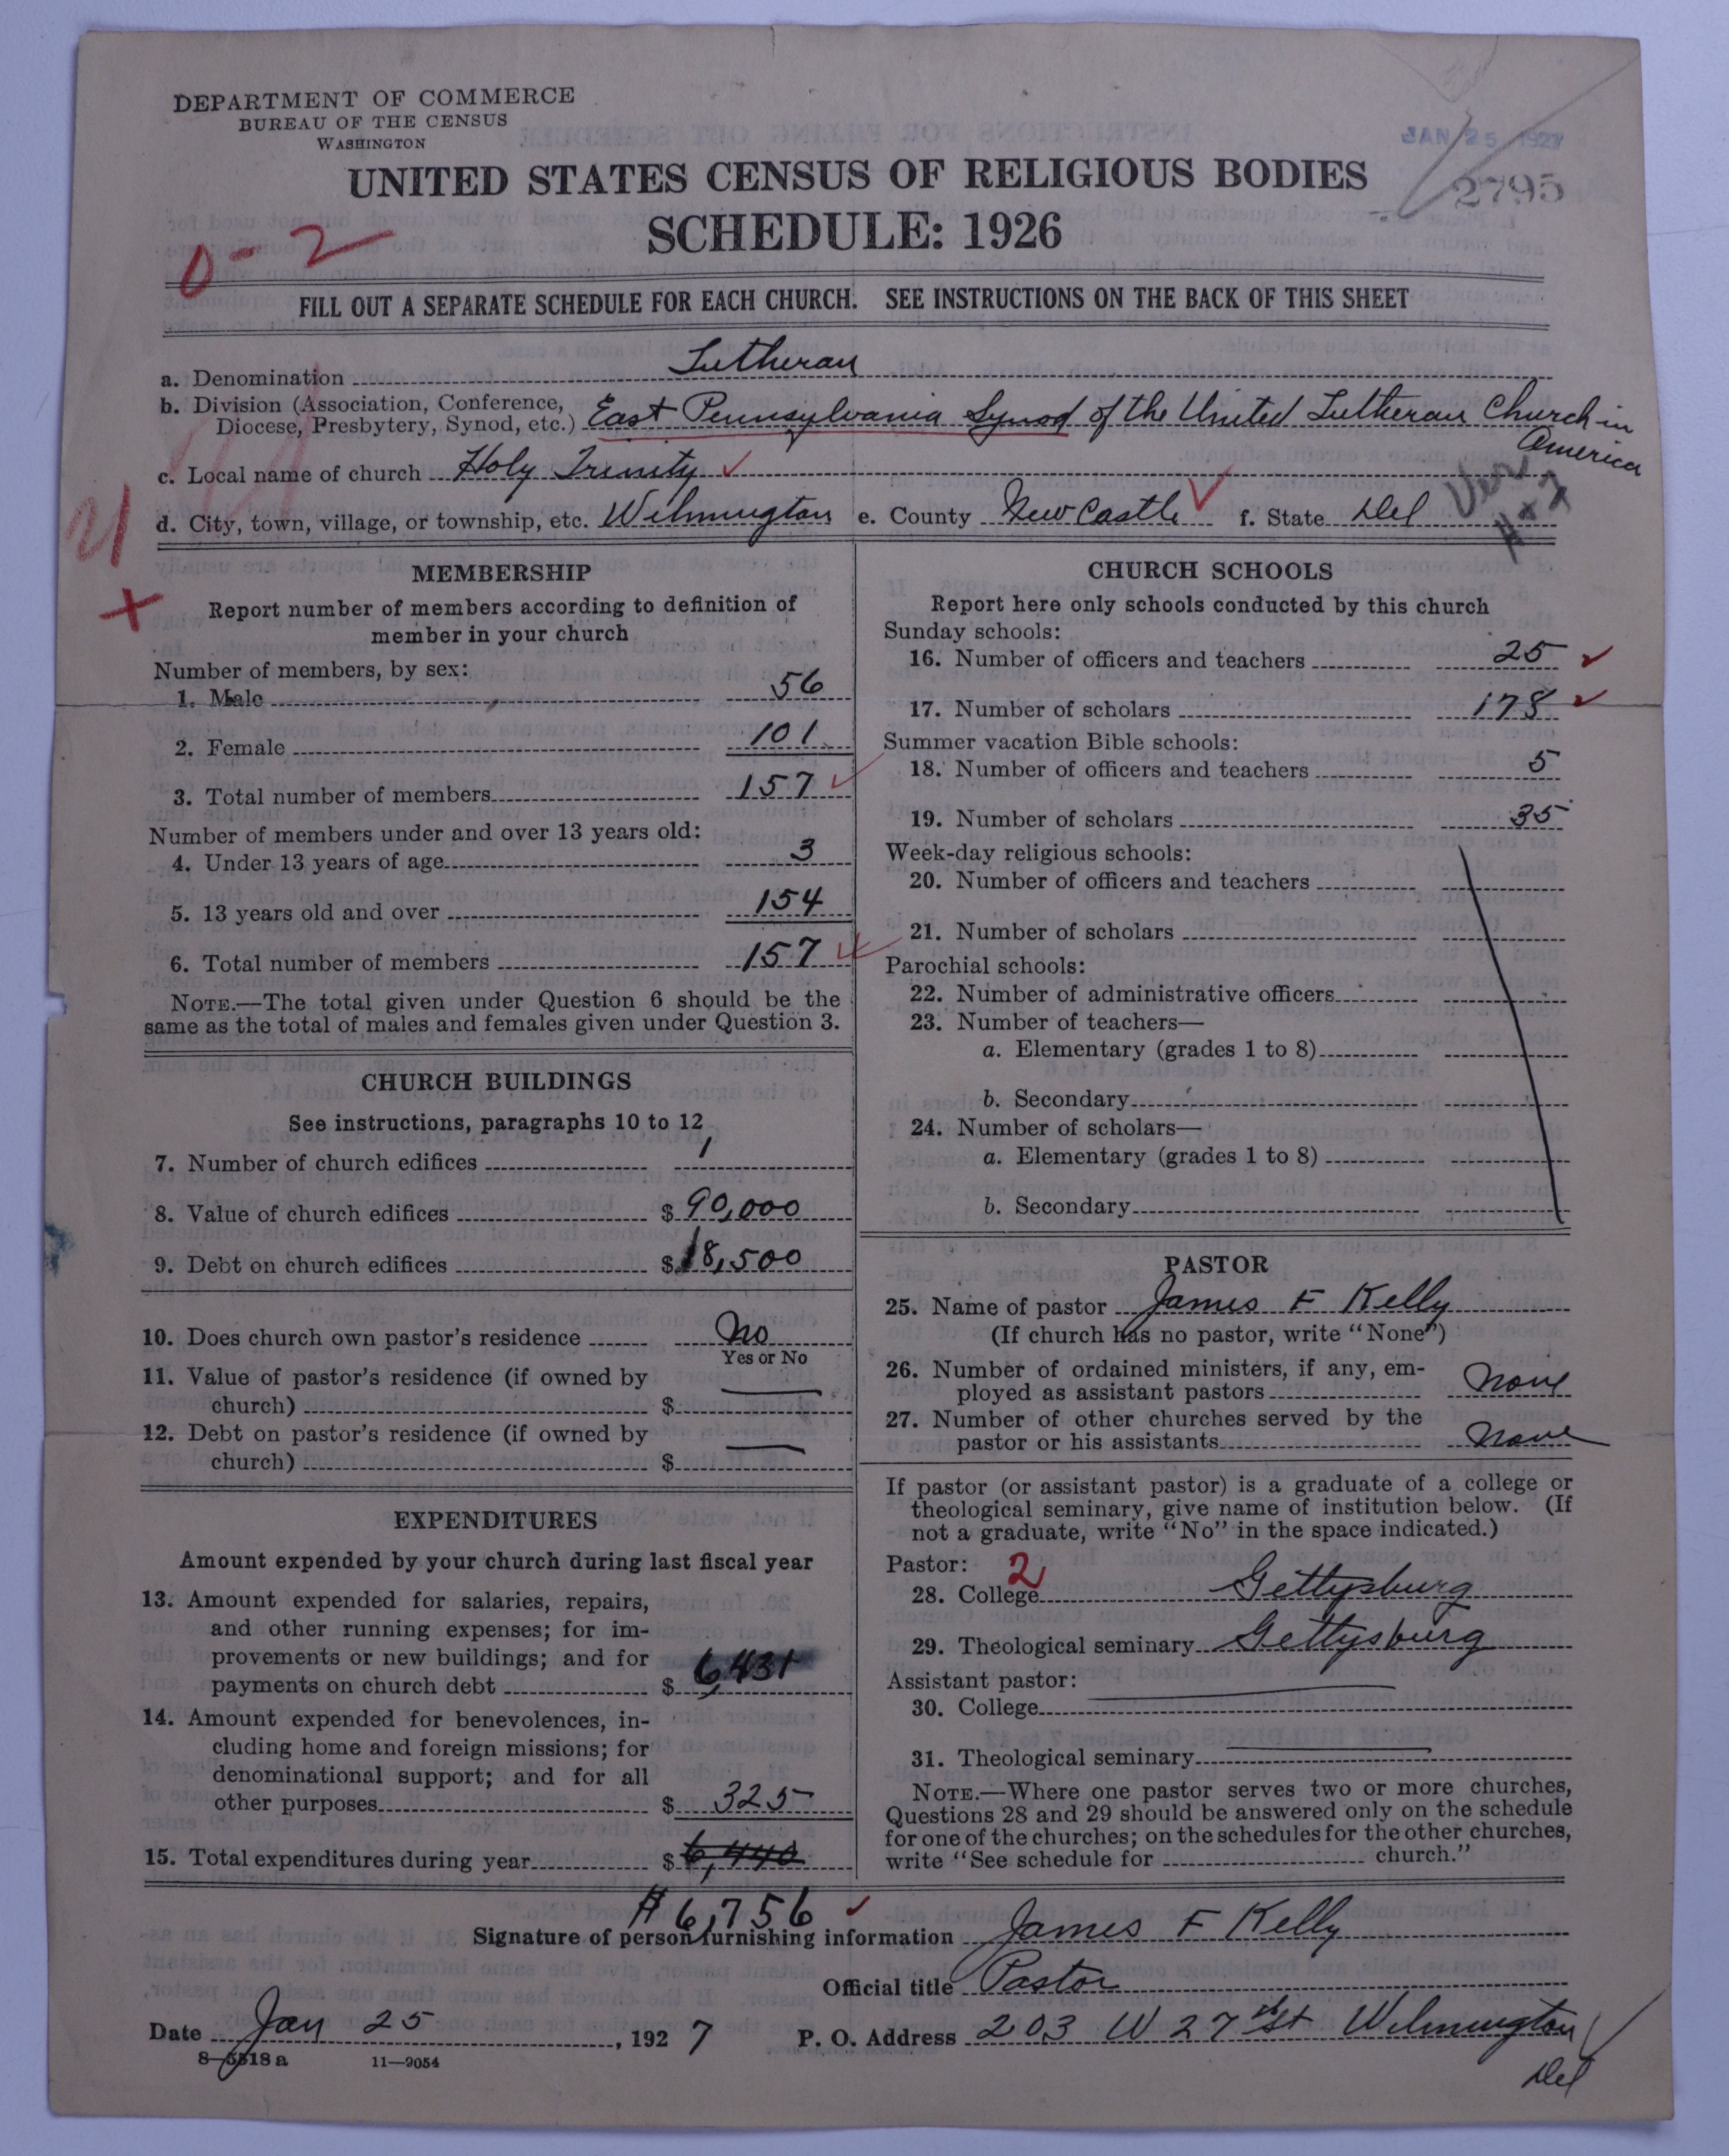 DEPARTMENT OF COMMERCE
BUREAU OF THE CENSUS
WASHINGTON
JAN 25 1927
2795
UNITED STATES CENSUS OF RELIGIOUS BODIES
SCHEDULE: 1926
0-2
FILL OUT A SEPARATE SCHEDULE FOR EACH CHURCH. SEE INSTRUCTIONS ON THE BACK OF THIS SHEET
a. Denomination Lutheran
b. Division (Association, Conference,
Diocese, Presbytery, Synod, etc.) East Pennsylvania Synod of the United Lutheran Church in
America
c. Local name of church Holy Trinity
d. City, town, village, or township, etc. Wilmington e. County New Castle f. State Del
Ver
21
MEMBERSHIP
Report number of members according to definition of
member in your church
Number of members, by sex:
1. Male 56
2. Female 101
3. Total number of members 157
Number of members under and over 13 years old:
4. Under 13 years of age 3
5. 13 years old and over 154
6. Total number of members 157
NOTE.—The total given under Question 6 should be the
same as the total of males and females given under Question 3.
CHURCH BUILDINGS
See instructions, paragraphs 10 to 12
7. Number of church edifices 1
8. Value of church edifices $ 90,000
9. Debt on church edifices $ 18,500
10. Does church own pastor's residence No
Yes or No
11. Value of pastor's residence (if owned by
church) $
12. Debt on pastor's residence (if owned by
church) $
EXPENDITURES
Amount expended by your church during last fiscal year
13. Amount expended for salaries, repairs,
and other running expenses; for im-
provements or new buildings; and for
payments on church debt $ 6,431
14. Amount expended for benevolences, in-
cluding home and foreign missions; for
denominational support; and for all
other purposes $ 325
15. Total expenditures during year $ 6,440
$ 6,756
CHURCH SCHOOLS
Report here only schools conducted by this church
Sunday schools:
16. Number of officers and teachers 25
17. Number of scholars 178
Summer vacation Bible schools:
18. Number of officers and teachers 5
19. Number of scholars 35
Week-day religious schools:
20. Number of officers and teachers
21. Number of scholars
Parochial schools:
22. Number of administrative officers
23. Number of teachers—
a. Elementary (grades 1 to 8)
b. Secondary
24. Number of scholars—
a. Elementary (grades 1 to 8)
b. Secondary
PASTOR
25. Name of pastor James F Kelly
(If church has no pastor, write "None")
26. Number of ordained ministers, if any, em-
ployed as assistant pastors None
27. Number of other churches served by the
pastor or his assistants None
If pastor (or assistant pastor) is a graduate of a college or
theological seminary, give name of institution below. (If
not a graduate, write "No" in the space indicated.)
Pastor: 2
28. College Gettysburg
29. Theological seminary Gettysburg
Assistant pastor:
30. College
31. Theological seminary
NOTE.—Where one pastor serves two or more churches,
Questions 28 and 29 should be answered only on the schedule
for one of the churches; on the schedules for the other churches,
write "See schedule for church."
Signature of person furnishing information James F Kelly
Official title Pastor
Date Jan 25, 1927 P. O. Address 203 W 27th St Wilmington
Del
8-5518 a 11-9054